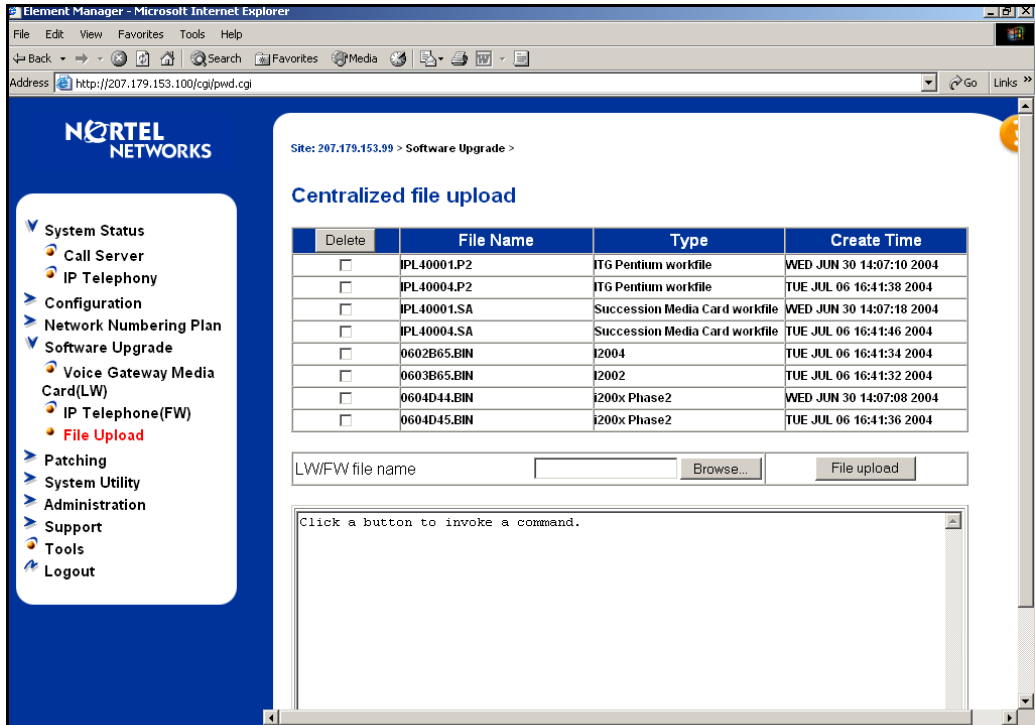 Element Manager - Microsoft Internet Explorer
File Edit View Favorites Tools Help
Back Search Favorites Media
Address http://207.179.153.100/cgi/pwd.cgi Go Links »
NORTEL
NETWORKS
Site: 207.179.153.99 > Software Upgrade >
Centralized file upload
System Status
Call Server
IP Telephony
Configuration
Network Numbering Plan
Software Upgrade
Voice Gateway Media
Card(LW)
IP Telephone(FW)
File Upload
Patching
System Utility
Administration
Support
Tools
Logout
Delete File Name Type Create Time
IPL40001.P2 ITG Pentium workfile WED JUN 30 14:07:10 2004
IPL40004.P2 ITG Pentium workfile TUE JUL 06 16:41:38 2004
IPL40001.SA Succession Media Card workfile WED JUN 30 14:07:18 2004
IPL40004.SA Succession Media Card workfile TUE JUL 06 16:41:46 2004
0602B65.BIN I2004 TUE JUL 06 16:41:34 2004
0603B65.BIN I2002 TUE JUL 06 16:41:32 2004
0604D44.BIN i200x Phase2 WED JUN 30 14:07:08 2004
0604D45.BIN i200x Phase2 TUE JUL 06 16:41:36 2004
LW/FW file name Browse... File upload
Click a button to invoke a command.